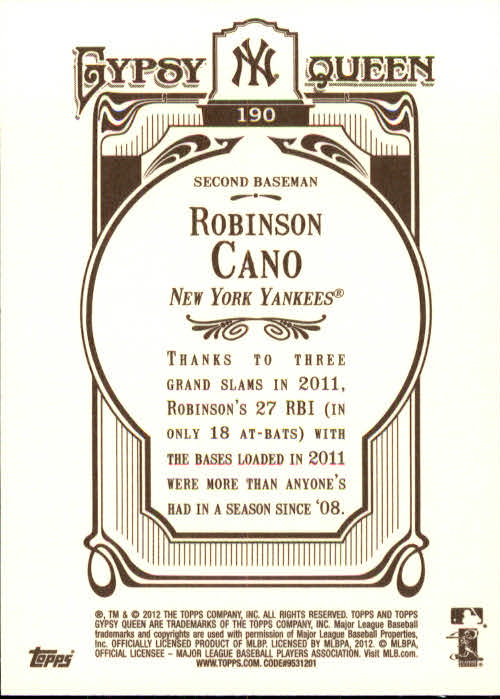 GYPSY NY QUEEN
190
SECOND BASEMAN
ROBINSON
CANO
NEW YORK YANKEES®
THANKS TO THREE
GRAND SLAMS IN 2011,
ROBINSON'S 27 RBI (IN
ONLY 18 AT-BATS) WITH
THE BASES LOADED IN 2011
WERE MORE THAN ANYONE'S
HAD IN A SEASON SINCE '08.
®, TM & © 2012 THE TOPPS COMPANY, INC. ALL RIGHTS RESERVED. TOPPS AND TOPPS
GYPSY QUEEN ARE TRADEMARKS OF THE TOPPS COMPANY, INC. Major League Baseball
trademarks and copyrights are used with permission of Major League Baseball Properties,
Inc. OFFICIALLY LICENSED PRODUCT OF MLBP. LICENSED BY MLBPA, 2012. © MLBPA,
OFFICIAL LICENSEE – MAJOR LEAGUE BASEBALL PLAYERS ASSOCIATION. Visit MLB.com.
WWW.TOPPS.COM. CODE#9531201
TOPPS